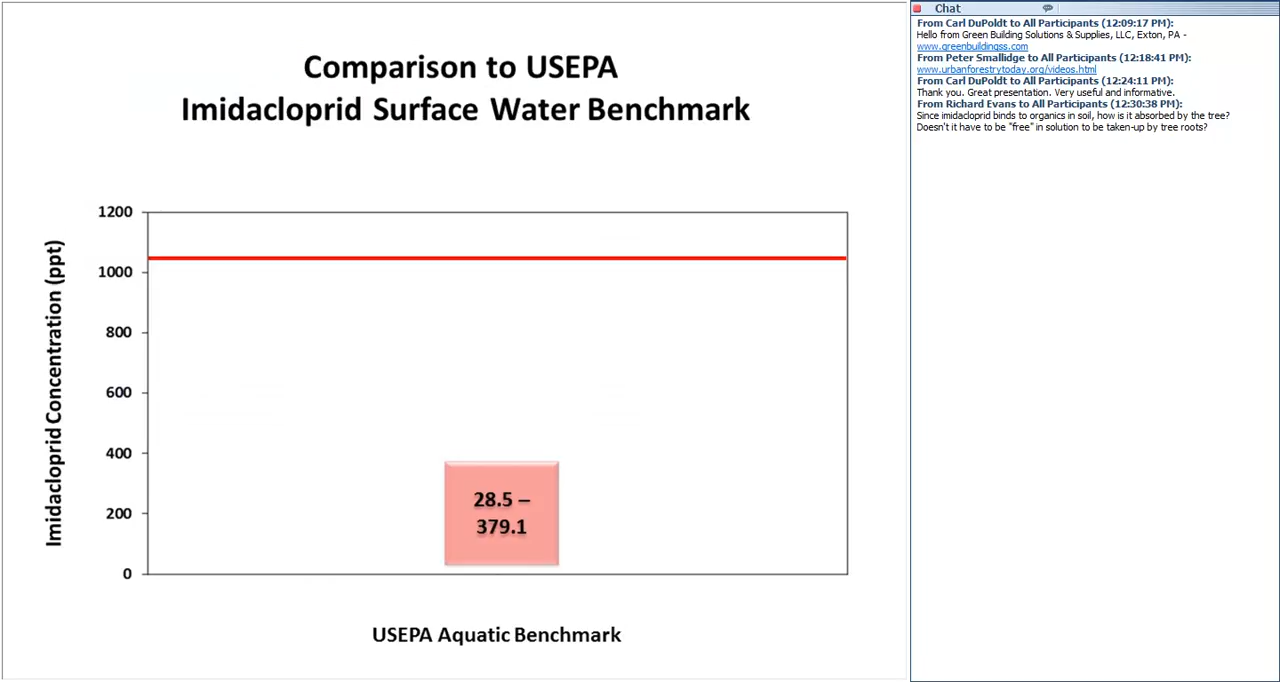 Comparison to USEPA
Imidacloprid Surface Water Benchmark
Imidacloprid Concentration (ppt)
1200
1000
800
600
400
200
0
28.5 –
379.1
USEPA Aquatic Benchmark
Chat
From Carl DuPoldt to All Participants (12:09:17 PM):
Hello from Green Building Solutions & Supplies, LLC, Exton, PA -
www.greenbuildingss.com
From Peter Smallidge to All Participants (12:18:41 PM):
www.urbanforestrytoday.org/videos.html
From Carl DuPoldt to All Participants (12:24:11 PM):
Thank you. Great presentation. Very useful and informative.
From Richard Evans to All Participants (12:30:38 PM):
Since imidacloprid binds to organics in soil, how is it absorbed by the tree?
Doesn't it have to be "free" in solution to be taken-up by tree roots?